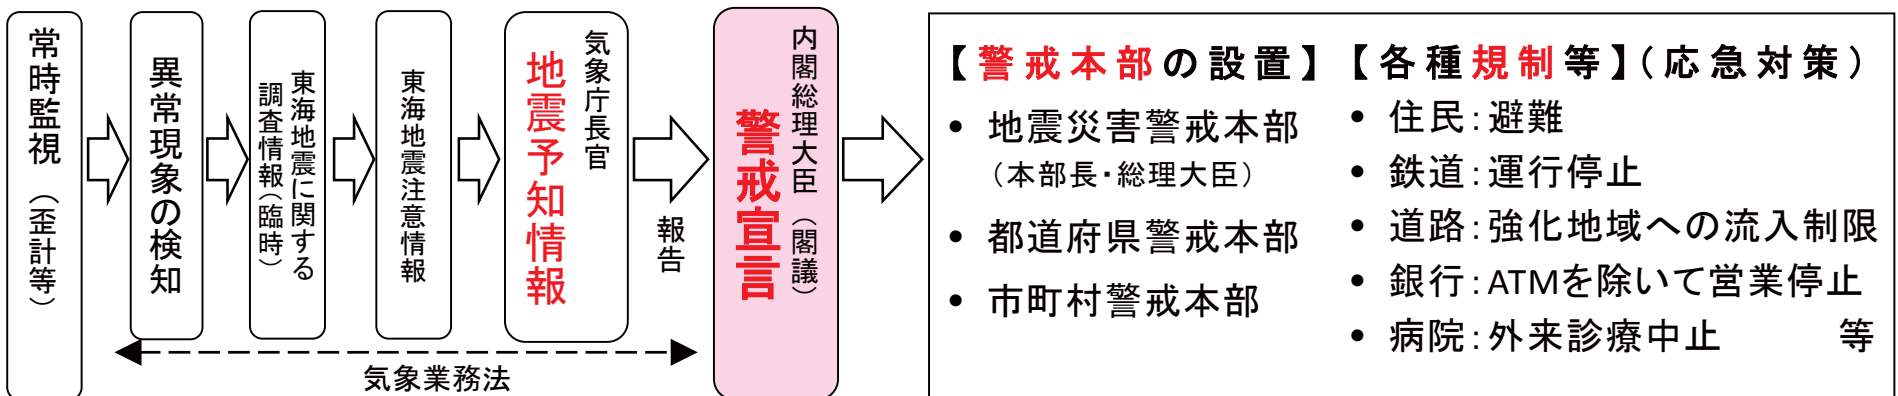 常時監視（歪計等）
異常現象の検知
東海地震に関する
調査情報（臨時）
東海地震注意情報
気象庁長官
地震予知情報
報告
内閣総理大臣（閣議）
警戒宣言
気象業務法
【警戒本部の設置】
• 地震災害警戒本部
（本部長・総理大臣）
• 都道府県警戒本部
• 市町村警戒本部
【各種規制等】（応急対策）
• 住民：避難
• 鉄道：運行停止
• 道路：強化地域への流入制限
• 銀行：ATMを除いて営業停止
• 病院：外来診療中止　　　等